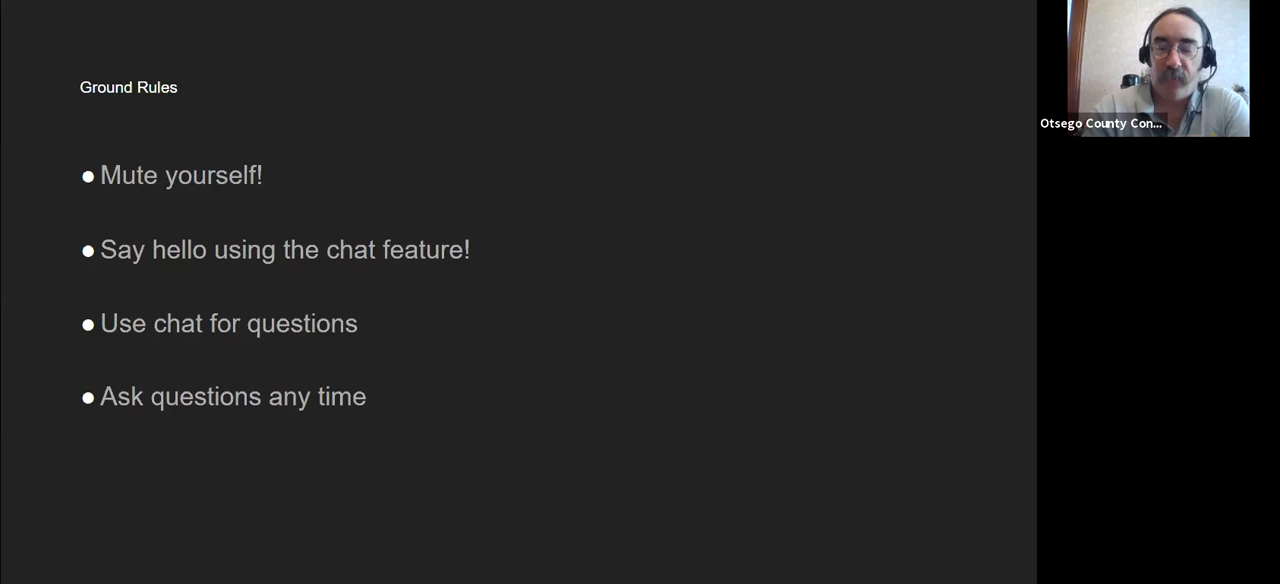 Ground Rules
● Mute yourself!
● Say hello using the chat feature!
● Use chat for questions
● Ask questions any time
Otsego County Con...